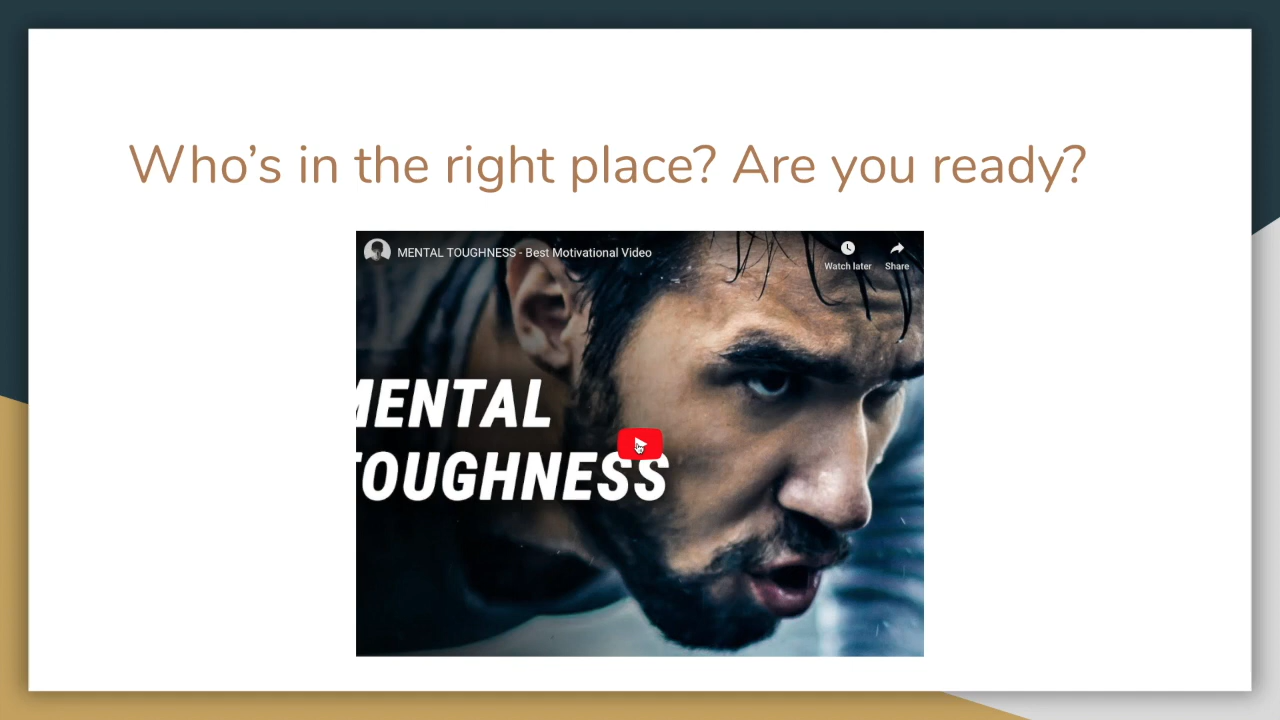 Who's in the right place? Are you ready?
MENTAL TOUGHNESS - Best Motivational Video
Watch later
Share
MENTAL
TOUGHNESS